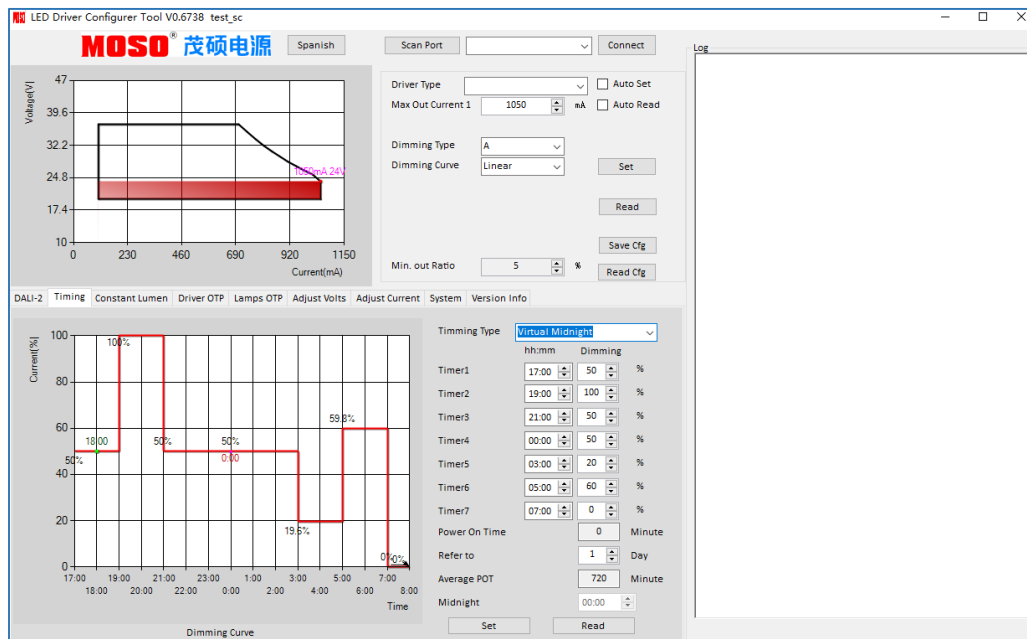 LED Driver Configurer Tool V0.6738 test_sc
MOSO® 茂硕电源
Spanish
Scan Port
Connect
Log
Voltage(V)
47
39.6
32.2
24.8
17.4
10
1050mA 24V
0 230 460 690 920 1150
Current(mA)
Driver Type
Auto Set
Max Out Current 1 1050 mA
Auto Read
Dimming Type A
Dimming Curve Linear
Set
Read
Save Cfg
Min. out Ratio 5 %
Read Cfg
DALI-2 Timing Constant Lumen Driver OTP Lamps OTP Adjust Volts Adjust Current System Version Info
Current(%)
100
80
60
40
20
0
100%
59.8%
18:00
50%
50%
50%
0:00
19.6%
0%
0%
17:00 19:00 21:00 23:00 1:00 3:00 5:00 7:00
18:00 20:00 22:00 0:00 2:00 4:00 6:00 8:00
Time
Dimming Curve
Timming Type Virtual Midnight
hh:mm Dimming
Timer1 17:00 50 %
Timer2 19:00 100 %
Timer3 21:00 50 %
Timer4 00:00 50 %
Timer5 03:00 20 %
Timer6 05:00 60 %
Timer7 07:00 0 %
Power On Time 0 Minute
Refer to 1 Day
Average POT 720 Minute
Midnight 00:00
Set Read